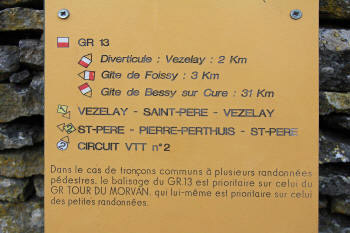 GR 13
Diverticule : Vezelay : 2 Km
Gite de Foissy : 3 Km
Gite de Bessy sur Cure : 31 Km
VEZELAY - SAINT-PERE - VEZELAY
ST-PERE - PIERRE-PERTHUIS - ST-PERE
CIRCUIT VTT n°2
Dans le cas de tronçons communs à plusieurs randonnées
pédestres, le balisage du GR.13 est prioritaire sur celui du
GR TOUR DU MORVAN, qui lui-même est prioritaire sur celui
des petites randonnées.